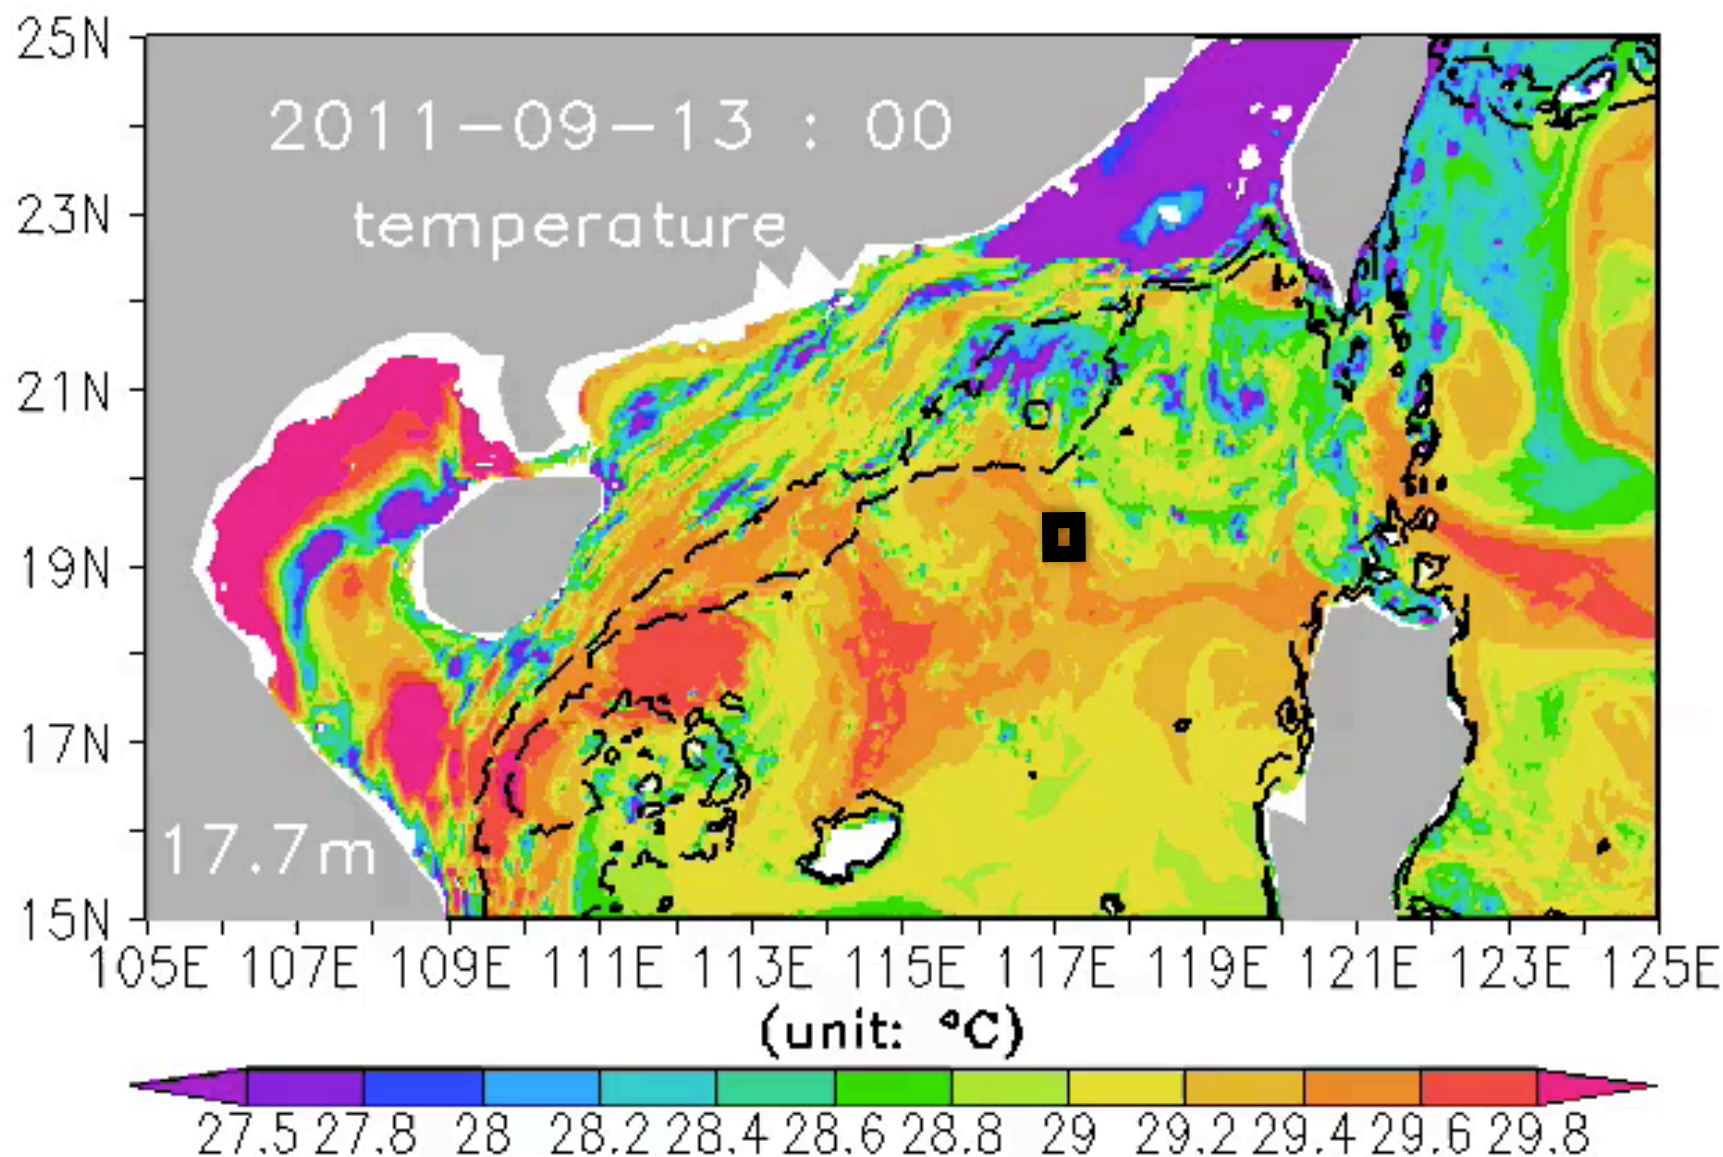 25N
2011-09-13 : 00
23N
temperature
21N
19N
17N
17.7m
15N
105E 107E 109E 111E 113E 115E 117E 119E 121E 123E 125E
(unit: °C)
27.5 27.8 28 28.2 28.4 28.6 28.8 29 29.2 29.4 29.6 29.8